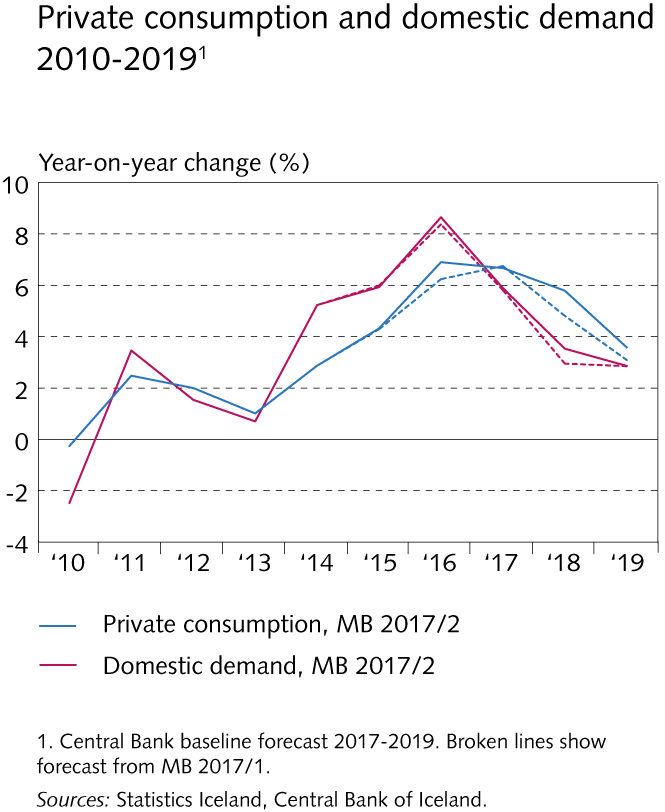 Private consumption and domestic demand
2010-2019¹
Year-on-year change (%)
10
8
6
4
2
0
-2
-4
‘10 ‘11 ‘12 ‘13 ‘14 ‘15 ‘16 ‘17 ‘18 ‘19
Private consumption, MB 2017/2
Domestic demand, MB 2017/2
1. Central Bank baseline forecast 2017-2019. Broken lines show
forecast from MB 2017/1.
Sources: Statistics Iceland, Central Bank of Iceland.